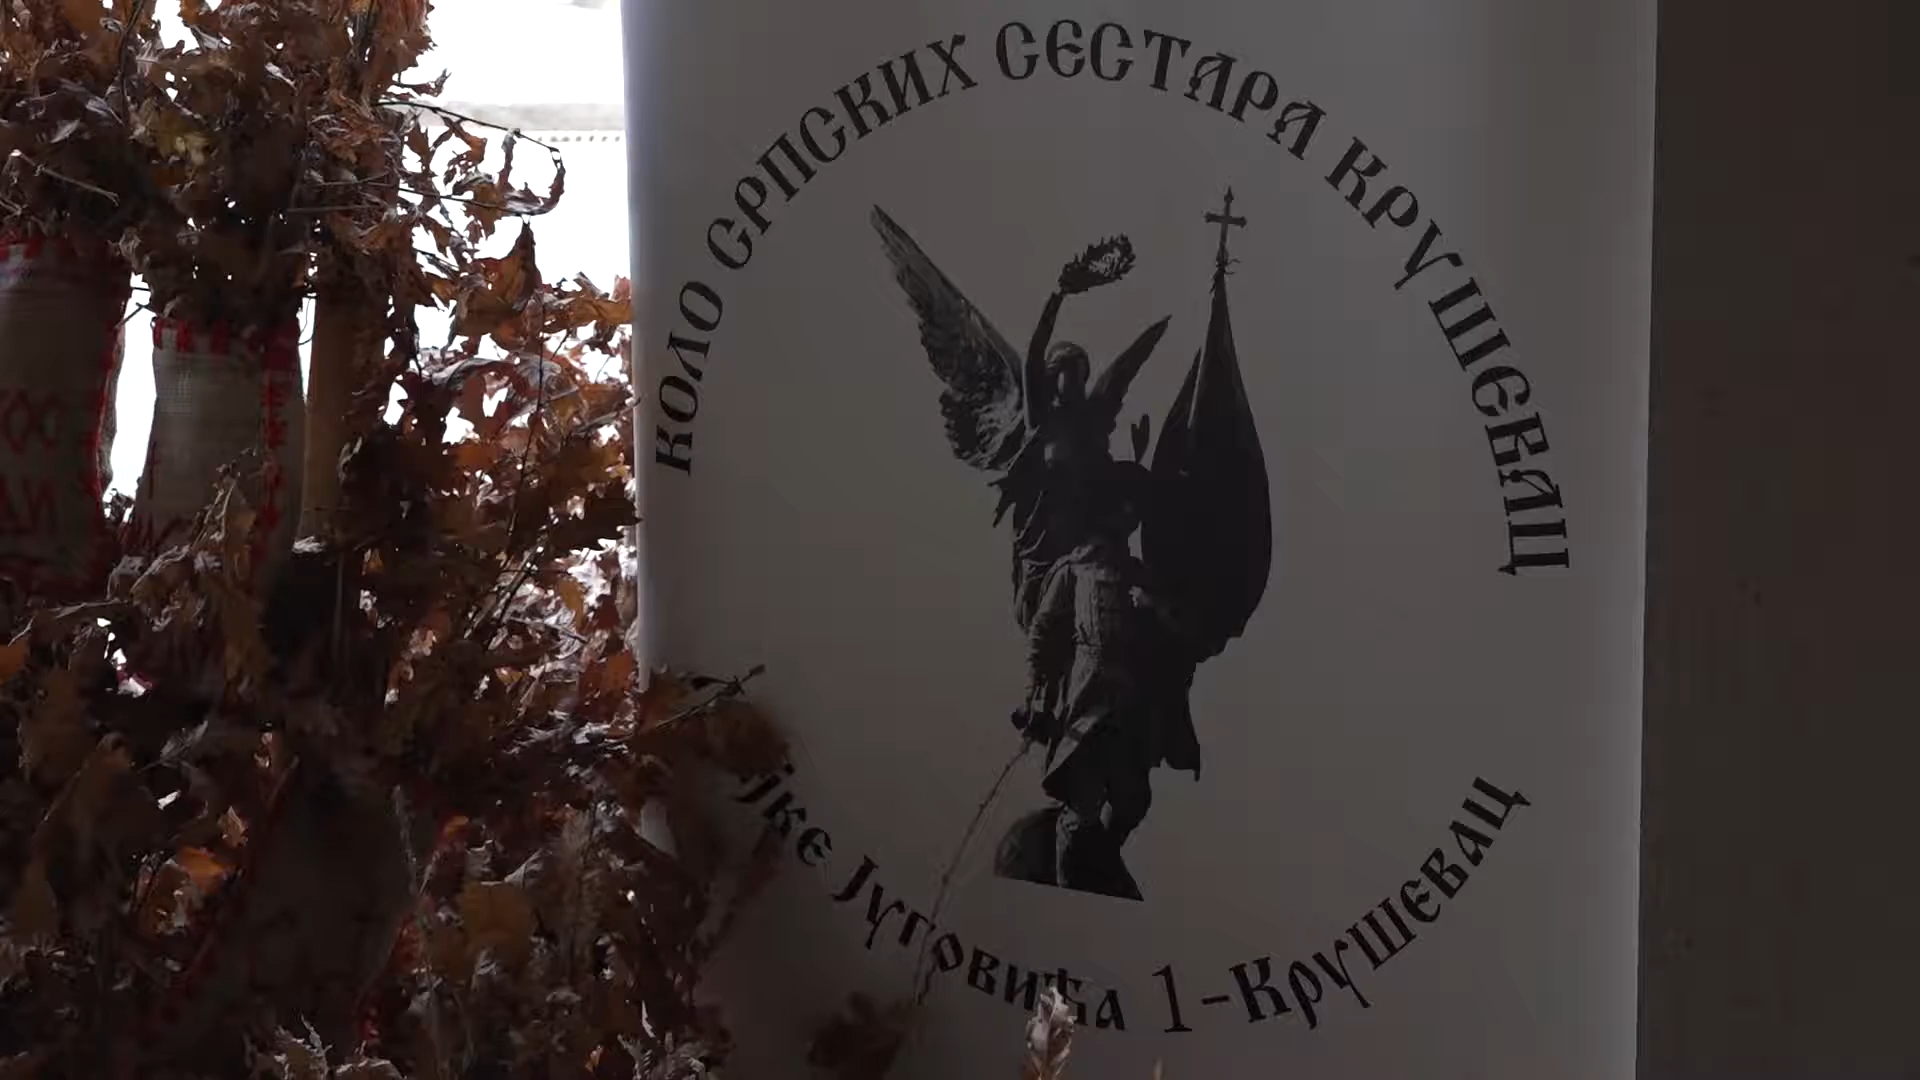 КОЛО СРПСКИХ СЕСТАРА КРУШЕВАЦ
Југовића 1-Крушевац